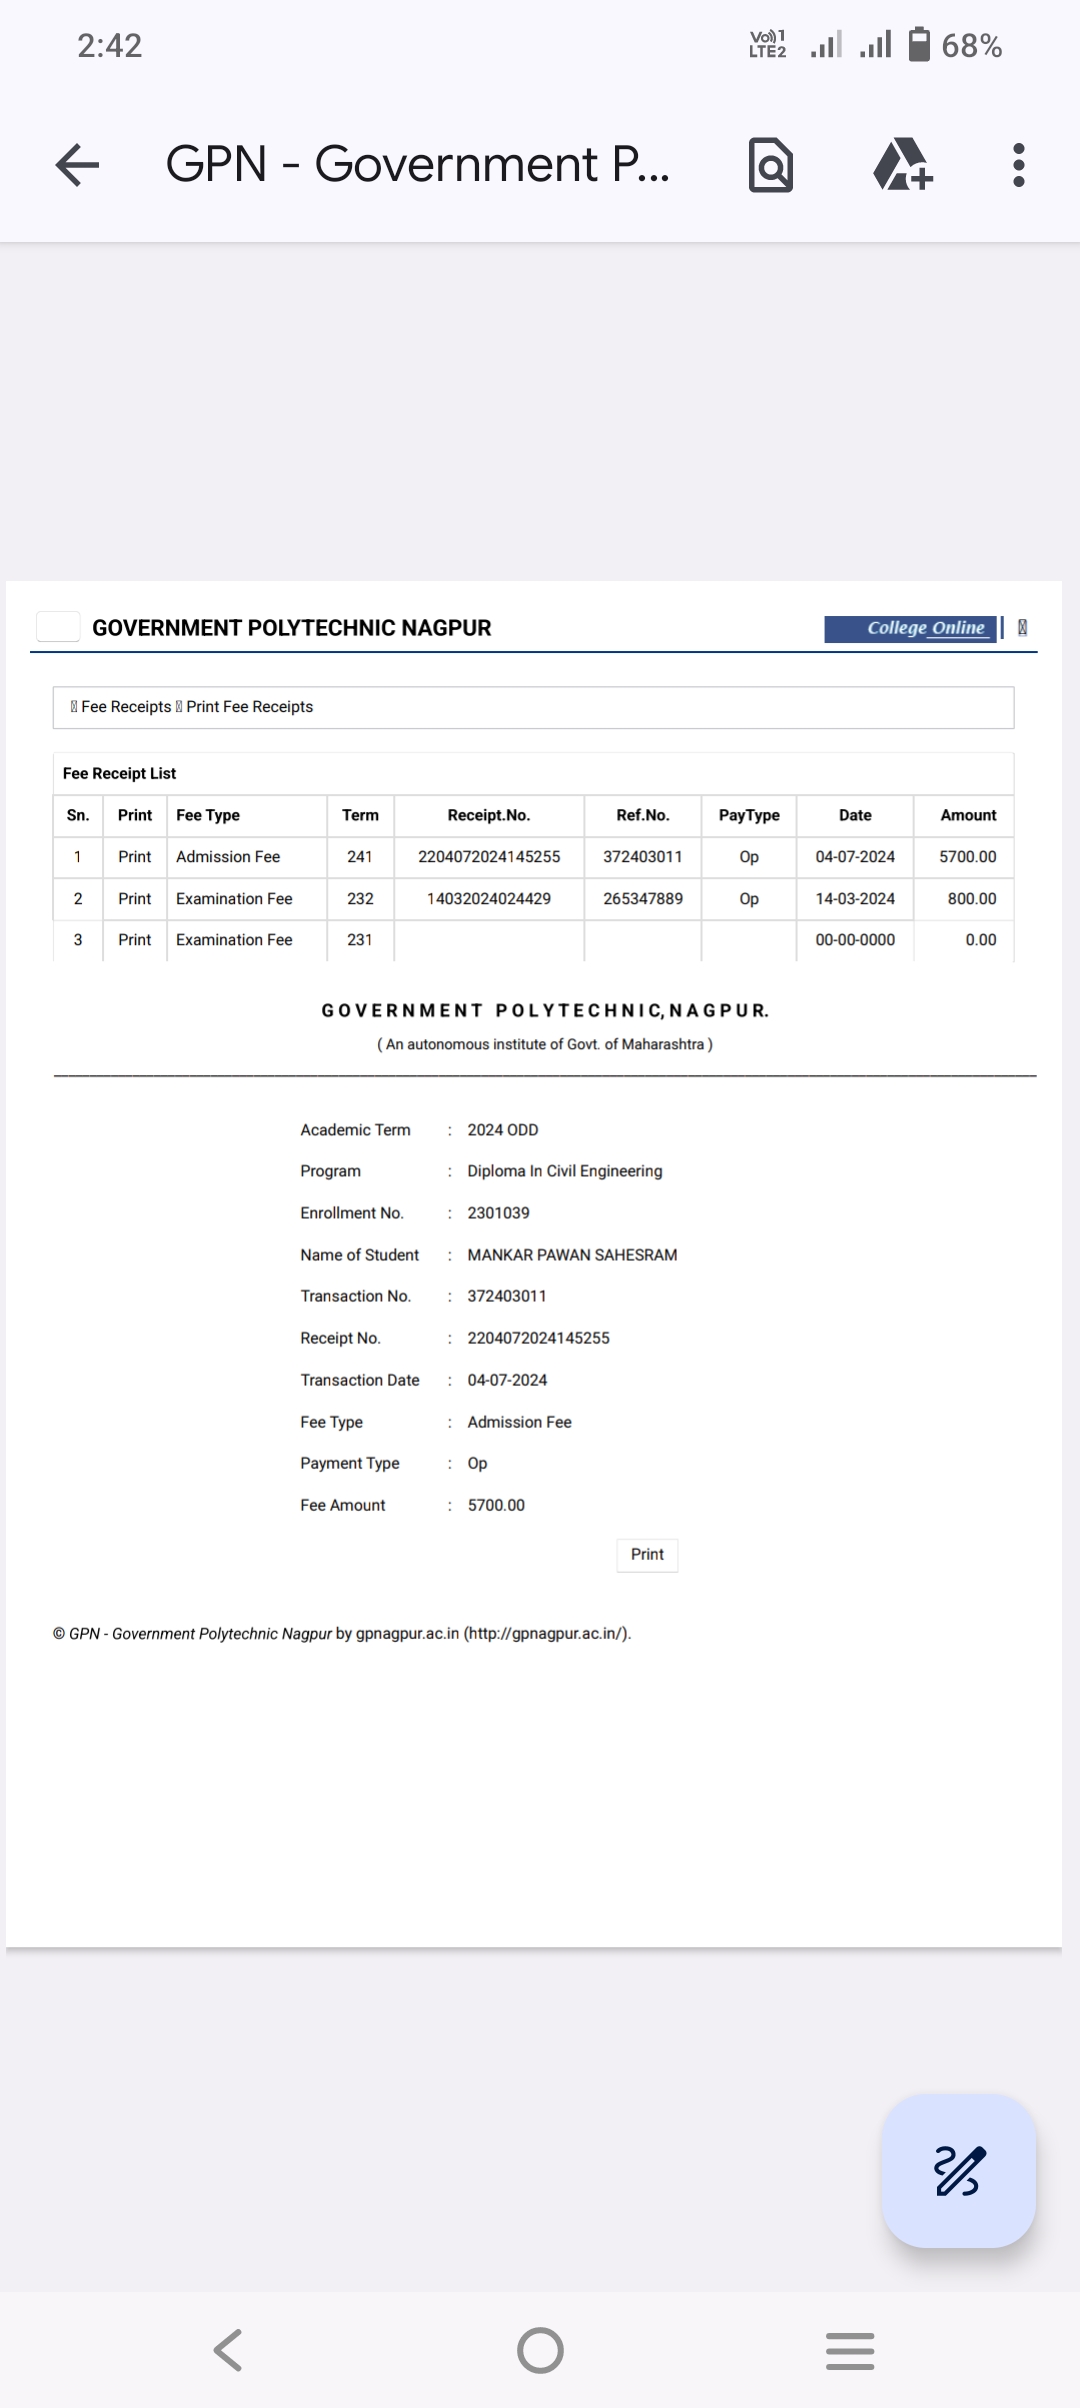 2:42
Vo))1 LTE2 68%
GPN - Government P...
GOVERNMENT POLYTECHNIC NAGPUR College Online
Fee Receipts Print Fee Receipts
Fee Receipt List
Sn. Print Fee Type Term Receipt.No. Ref.No. PayType Date Amount
1 Print Admission Fee 241 2204072024145255 372403011 Op 04-07-2024 5700.00
2 Print Examination Fee 232 14032024024429 265347889 Op 14-03-2024 800.00
3 Print Examination Fee 231 00-00-0000 0.00
GOVERNMENT POLYTECHNIC, NAGPUR.
( An autonomous institute of Govt. of Maharashtra )
Academic Term : 2024 ODD
Program : Diploma In Civil Engineering
Enrollment No. : 2301039
Name of Student : MANKAR PAWAN SAHESRAM
Transaction No. : 372403011
Receipt No. : 2204072024145255
Transaction Date : 04-07-2024
Fee Type : Admission Fee
Payment Type : Op
Fee Amount : 5700.00
Print
© GPN - Government Polytechnic Nagpur by gpnagpur.ac.in (http://gpnagpur.ac.in/).